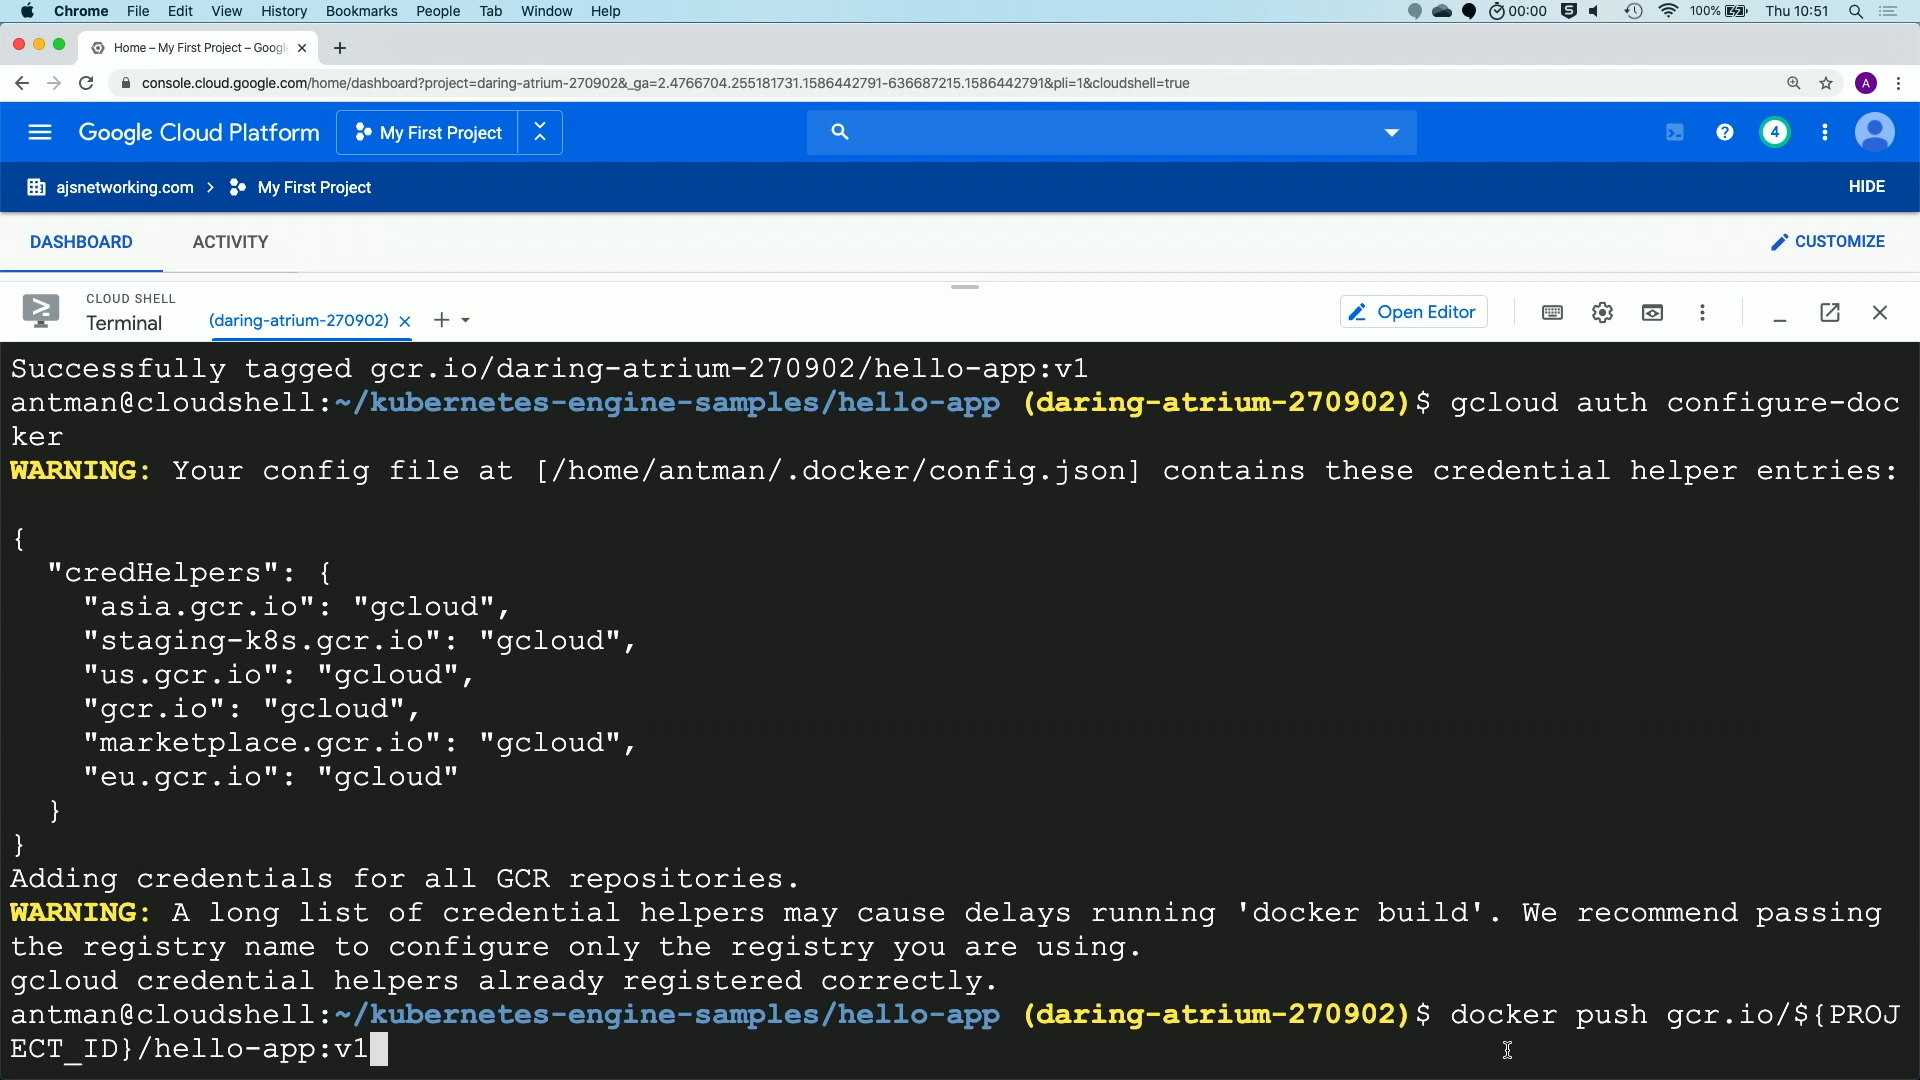 Chrome File Edit View History Bookmarks People Tab Window Help 00:00 100% Thu 10:51
Home – My First Project – Googl
console.cloud.google.com/home/dashboard?project=daring-atrium-270902&_ga=2.4766704.255181731.1586442791-636687215.1586442791&pli=1&cloudshell=true A
Google Cloud Platform My First Project 4
ajsnetworking.com My First Project HIDE
DASHBOARD ACTIVITY CUSTOMIZE
CLOUD SHELL
Terminal (daring-atrium-270902) Open Editor
Successfully tagged gcr.io/daring-atrium-270902/hello-app:v1
antman@cloudshell:~/kubernetes-engine-samples/hello-app (daring-atrium-270902)$ gcloud auth configure-doc
ker
WARNING: Your config file at [/home/antman/.docker/config.json] contains these credential helper entries:
{
"credHelpers": {
"asia.gcr.io": "gcloud",
"staging-k8s.gcr.io": "gcloud",
"us.gcr.io": "gcloud",
"gcr.io": "gcloud",
"marketplace.gcr.io": "gcloud",
"eu.gcr.io": "gcloud"
}
}
Adding credentials for all GCR repositories.
WARNING: A long list of credential helpers may cause delays running 'docker build'. We recommend passing
the registry name to configure only the registry you are using.
gcloud credential helpers already registered correctly.
antman@cloudshell:~/kubernetes-engine-samples/hello-app (daring-atrium-270902)$ docker push gcr.io/${PROJ
ECT_ID}/hello-app:v1